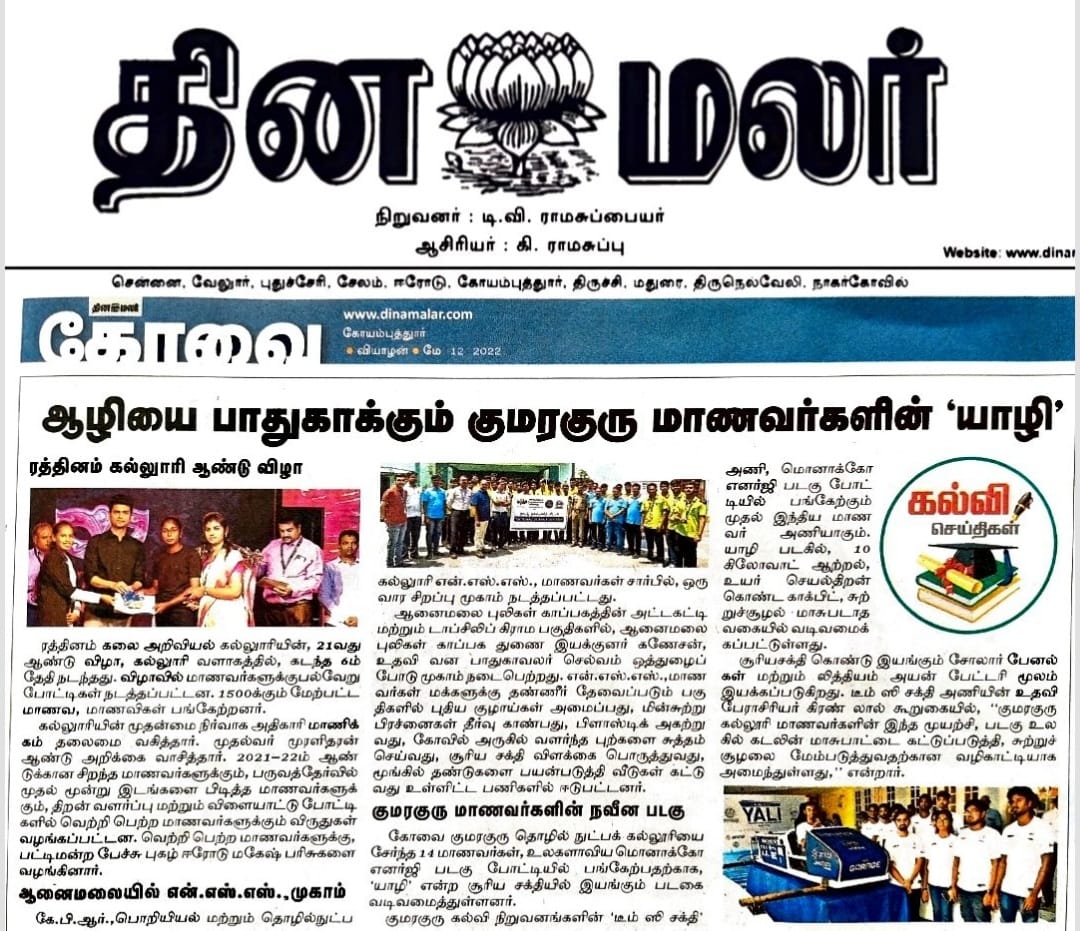 தினமலர்
நிறுவனர் : டி.வி. ராமசுப்பையர்
ஆசிரியர் : கி. ராமசுப்பு
Website: www.dinar
சென்னை, வேலூர், புதுச்சேரி, சேலம், ஈரோடு, கோயம்புத்தூர், திருச்சி, மதுரை, திருநெல்வேலி, நாகர்கோவில்
தினமலர்
கோவை
www.dinamalar.com
கோயம்புத்தூர்
• வியாழன் • மே 12 2022
ஆழியை பாதுகாக்கும் குமரகுரு மாணவர்களின் ‘யாழி’
ரத்தினம் கல்லூரி ஆண்டு விழா
ரத்தினம் கலை அறிவியல் கல்லூரியின், 21வது
ஆண்டு விழா, கல்லூரி வளாகத்தில், கடந்த 6ம்
தேதி நடந்தது. விழாவில் மாணவர்களுக்குபல்வேறு
போட்டிகள் நடத்தப்பட்டன. 1500க்கும் மேற்பட்ட
மாணவ, மாணவிகள் பங்கேற்றனர்.
கல்லூரியின் முதன்மை நிர்வாக அதிகாரி மாணிக்
கம் தலைமை வகித்தார். முதல்வர் முரளிதரன்
ஆண்டு அறிக்கை வாசித்தார். 2021–22ம் ஆண்
டுக்கான சிறந்த மாணவர்களுக்கும், பருவத்தேர்வில்
முதல் மூன்று இடங்களை பிடித்த மாணவர்களுக்
கும், திறன் வளர்ப்பு மற்றும் விளையாட்டு போட்டி
களில் வெற்றி பெற்ற மாணவர்களுக்கும் விருதுகள்
வழங்கப்பட்டன. வெற்றி பெற்ற மாணவர்களுக்கு,
பட்டிமன்ற பேச்சு புகழ் ஈரோடு மகேஷ் பரிசுகளை
வழங்கினார்.
ஆனைமலையில் என்.எஸ்.எஸ்.,முகாம்
கே.பி.ஆர்.,பொறியியல் மற்றும் தொழில்நுட்ப
கல்லூரி என்.எஸ்.எஸ்., மாணவர்கள் சார்பில், ஒரு
வார சிறப்பு முகாம் நடத்தப்பட்டது.
ஆனைமலை புலிகள் காப்பகத்தின் அட்டகட்டி
மற்றும் டாப்சிலிப் கிராம பகுதிகளில், ஆனைமலை
புலிகள் காப்பக துணை இயக்குனர் கணேசன்,
உதவி வன பாதுகாவலர் செல்வம் ஒத்துழைப்
போடு முகாம் நடைபெற்றது. என்.எஸ்.எஸ்.,மாண
வர்கள் மக்களுக்கு தண்ணீர் தேவைப்படும் பகு
திகளில் புதிய குழாய்கள் அமைப்பது, மின்சுற்று
பிரச்னைகள் தீர்வு காண்பது, பிளாஸ்டிக் அகற்று
வது, கோவில் அருகில் வளர்ந்த புற்களை சுத்தம்
செய்வது, சூரிய சக்தி விளக்கை பொருத்துவது,
மூங்கில் தண்டுகளை பயன்படுத்தி வீடுகள் கட்டு
வது உள்ளிட்ட பணிகளில் ஈடுபட்டனர்.
குமரகுரு மாணவர்களின் நவீன படகு
கோவை குமரகுரு தொழில் நுட்பக் கல்லூரியை
சேர்ந்த 14 மாணவர்கள், உலகளாவிய மொனாக்கோ
எனர்ஜி படகு போட்டியில் பங்கேற்பதற்காக,
‘யாழி’ என்ற சூரிய சக்தியில் இயங்கும் படகை
வடிவமைத்துள்ளனர்.
குமரகுரு கல்வி நிறுவனங்களின் ‘டீம் ஸி சக்தி’
அணி, மொனாக்கோ
எனர்ஜி படகு போட்
டியில் பங்கேற்கும்
முதல் இந்திய மாண
வர் அணியாகும்.
யாழி படகில், 10
கிலோவாட் ஆற்றல்,
உயர் செயல்திறன்
கொண்ட காக்பிட், சுற்
றுச்சூழல் மாசுபடாத
வகையில் வடிவமைக்
கப்பட்டுள்ளது.
சூரியசக்தி கொண்டு இயங்கும் சோலார் பேனல்
கள் மற்றும் லித்தியம் அயன் பேட்டரி மூலம்
இயக்கப்படுகிறது. டீம் ஸி சக்தி அணியின் உதவி
பேராசிரியர் கிரண் லால் கூறுகையில், ‘‘குமரகுரு
கல்லூரி மாணவர்களின் இந்த முயற்சி, படகு உல
கில் கடலின் மாசுபாட்டை கட்டுப்படுத்தி, சுற்றுச்
சூழலை மேம்படுத்துவதற்கான வழிகாட்டியாக
அமைந்துள்ளது,’’ என்றார்.
கல்வி
செய்திகள்
YALI